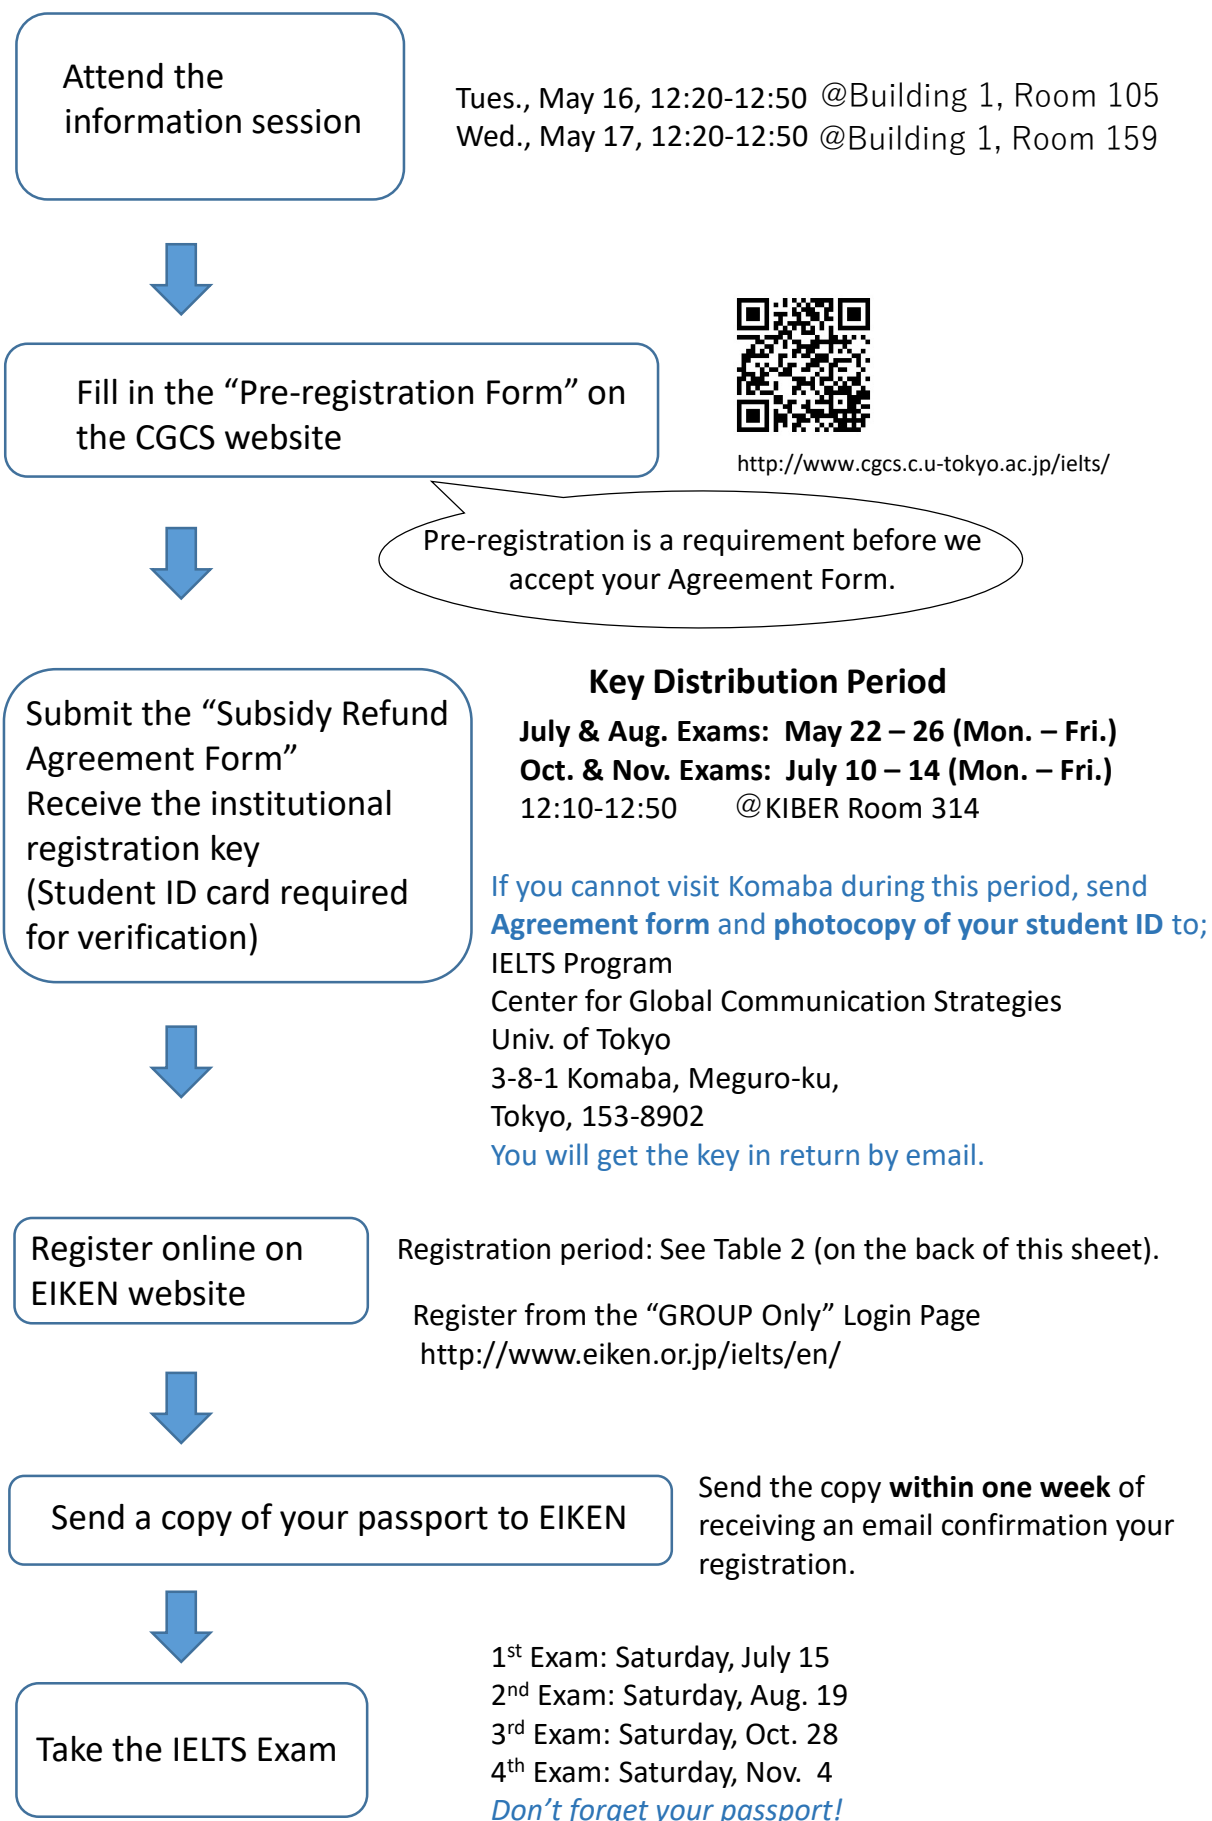 Attend the
information session
Tues., May 16, 12:20-12:50 @Building 1, Room 105
Wed., May 17, 12:20-12:50 @Building 1, Room 159
Fill in the “Pre-registration Form” on
the CGCS website
http://www.cgcs.c.u-tokyo.ac.jp/ielts/
Pre-registration is a requirement before we
accept your Agreement Form.
Submit the “Subsidy Refund
Agreement Form”
Receive the institutional
registration key
(Student ID card required
for verification)
Key Distribution Period
July & Aug. Exams: May 22 – 26 (Mon. – Fri.)
Oct. & Nov. Exams: July 10 – 14 (Mon. – Fri.)
12:10-12:50 @KIBER Room 314
If you cannot visit Komaba during this period, send
Agreement form and photocopy of your student ID to;
IELTS Program
Center for Global Communication Strategies
Univ. of Tokyo
3-8-1 Komaba, Meguro-ku,
Tokyo, 153-8902
You will get the key in return by email.
Register online on
EIKEN website
Registration period: See Table 2 (on the back of this sheet).
Register from the “GROUP Only” Login Page
http://www.eiken.or.jp/ielts/en/
Send a copy of your passport to EIKEN
Send the copy within one week of
receiving an email confirmation your
registration.
Take the IELTS Exam
1st Exam: Saturday, July 15
2nd Exam: Saturday, Aug. 19
3rd Exam: Saturday, Oct. 28
4th Exam: Saturday, Nov. 4
Don’t forget your passport!